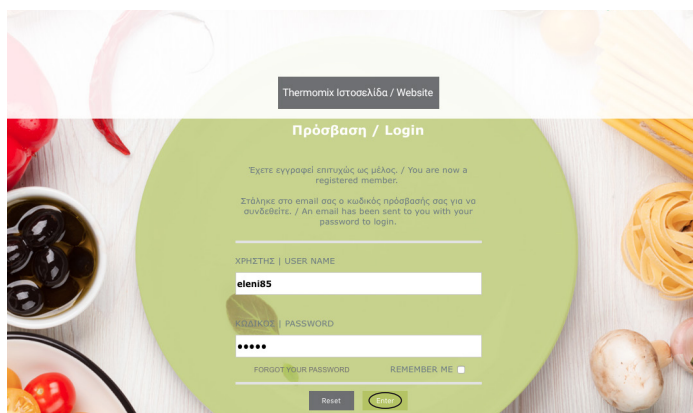 Thermomix Ιστοσελίδα / Website
Πρόσβαση / Login
Έχετε εγγραφεί επιτυχώς ως μέλος. / You are now a
registered member.
Στάληκε στο email σας ο κωδικός πρόσβασής σας για να
συνδεθείτε. / An email has been sent to you with your
password to login.
ΧΡΗΣΤΗΣ | USER NAME
eleni85
ΚΩΔΙΚΟΣ | PASSWORD
●●●●●
FORGOT YOUR PASSWORD REMEMBER ME
Reset Enter